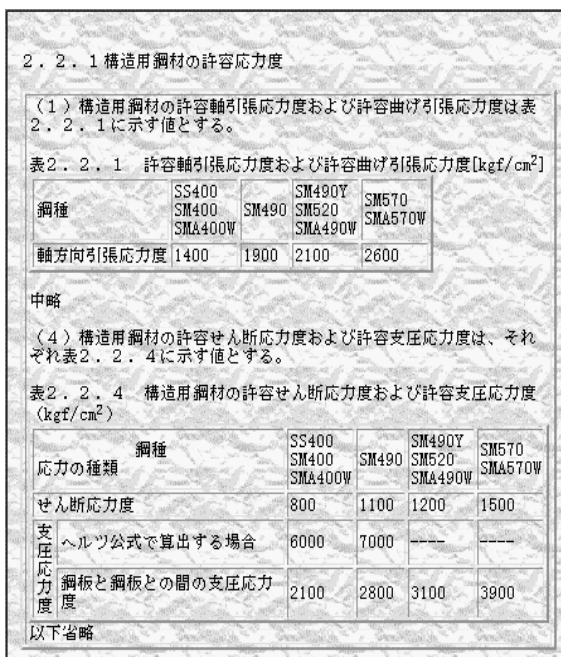 2．2．1構造用鋼材の許容応力度
（1）構造用鋼材の許容軸引張応力度および許容曲げ引張応力度は表
2．2．1に示す値とする。
表2．2．1　許容軸引張応力度および許容曲げ引張応力度[kgf/cm²]
鋼種 SS400 SM400 SMA400W SM490 SM490Y SM520 SMA490W SM570 SMA570W
軸方向引張応力度 1400 1900 2100 2600
中略
（4）構造用鋼材の許容せん断応力度および許容支圧応力度は、それ
ぞれ表2．2．4に示す値とする。
表2．2．4　構造用鋼材の許容せん断応力度および許容支圧応力度
（kgf/cm²）
鋼種 応力の種類 SS400 SM400 SMA400W SM490 SM490Y SM520 SMA490W SM570 SMA570W
せん断応力度 800 1100 1200 1500
支圧応力度 ヘルツ公式で算出する場合 6000 7000 ---- ----
鋼板と鋼板との間の支圧応力度 2100 2800 3100 3900
以下省略